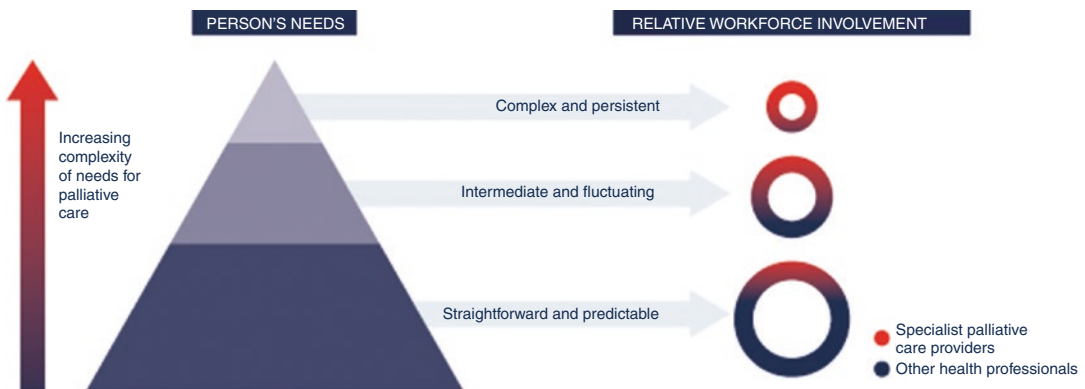 PERSON'S NEEDS
RELATIVE WORKFORCE INVOLVEMENT
Increasing
complexity
of needs for
palliative
care
Complex and persistent
Intermediate and fluctuating
Straightforward and predictable
Specialist palliative
care providers
Other health professionals